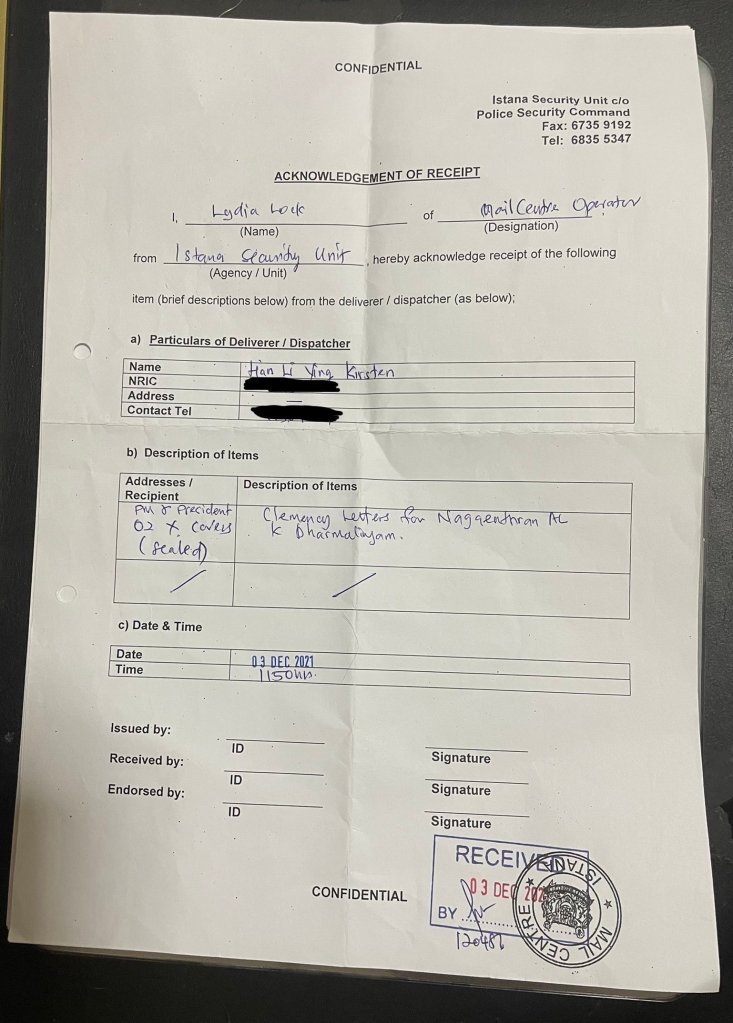 CONFIDENTIAL
Istana Security Unit c/o
Police Security Command
Fax: 6735 9192
Tel: 6835 5347
ACKNOWLEDGEMENT OF RECEIPT
I, Lydia Lock of Mail Centre Operator
(Name) (Designation)
from Istana Security Unit , hereby acknowledge receipt of the following
(Agency / Unit)
item (brief descriptions below) from the deliverer / dispatcher (as below);
a) Particulars of Deliverer / Dispatcher
Name Han Li Ying Kirsten
NRIC
Address —
Contact Tel
b) Description of Items
Addresses / Recipient Description of Items
PM & President Clemency Letters for Nagaenthran AL
02 X Covers K Dharmalingam.
(Sealed)
c) Date & Time
Date 03 DEC 2021
Time 1150hrs.
Issued by:
ID Signature
Received by:
ID Signature
Endorsed by:
ID Signature
CONFIDENTIAL
RECEIVED
03 DEC 202
BY
120486
ISTANA
MAIL CENTRE